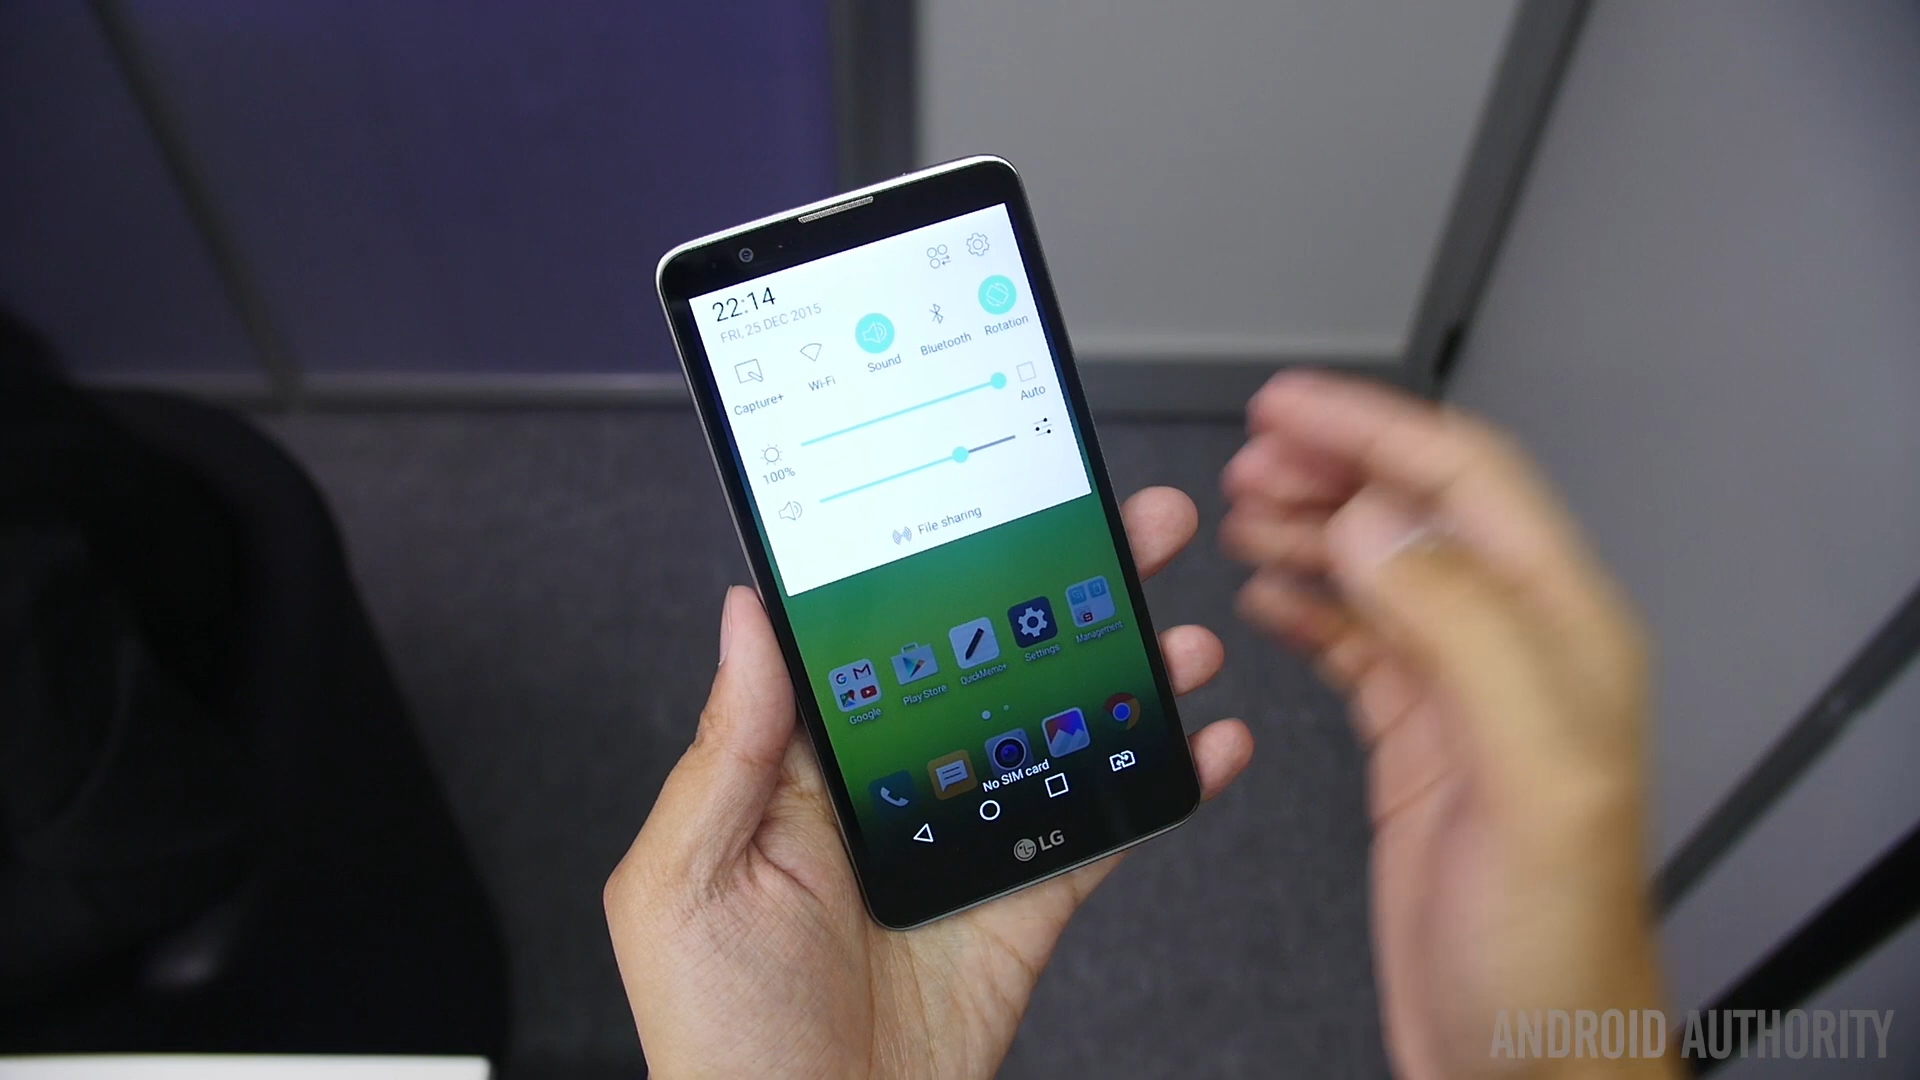 22:14
FRI, 25 DEC 2015
Capture+
Wi-Fi
Sound
Bluetooth
Rotation
100%
Auto
File sharing
Google
Play Store
QuickMemo+
Settings
Management
No SIM card
LG
ANDROID AUTHORITY